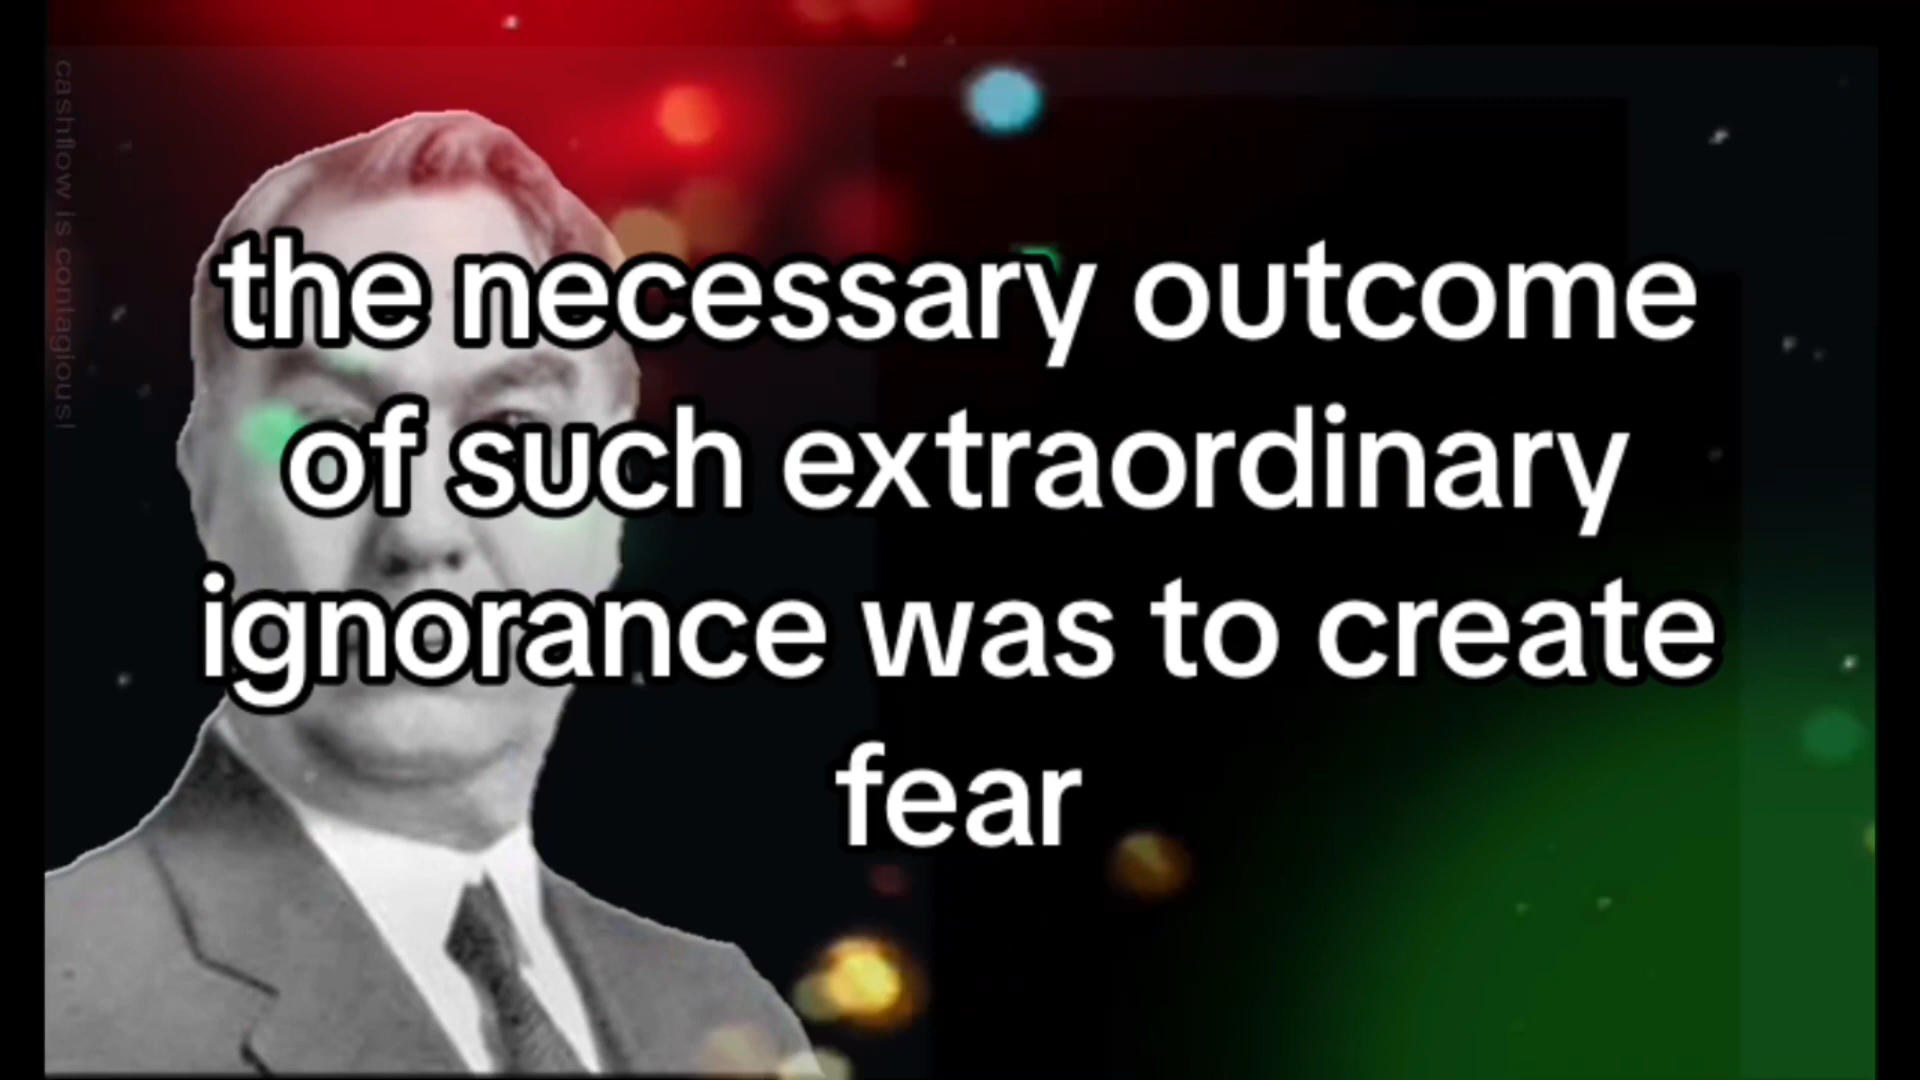 cashflow is contagious!
the necessary outcome
of such extraordinary
ignorance was to create
fear